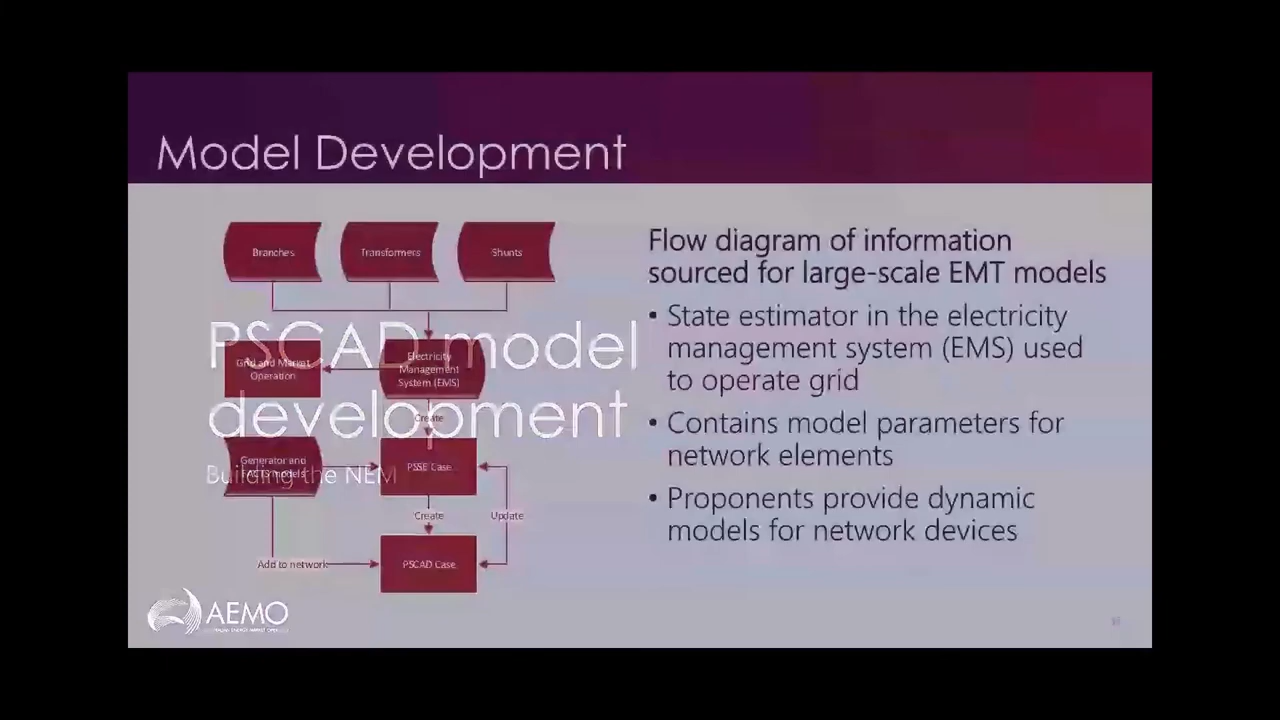 Model Development
Branches
Transformers
Shunts
PSCAD model
development
Building the NEM
Grid and Market
Operation
Electricity
Management
System (EMS)
Create
Generator and
FACTS models
PSSE Case
Create
Update
Add to network
PSCAD Case
Flow diagram of information
sourced for large-scale EMT models
• State estimator in the electricity
management system (EMS) used
to operate grid
• Contains model parameters for
network elements
• Proponents provide dynamic
models for network devices
AEMO